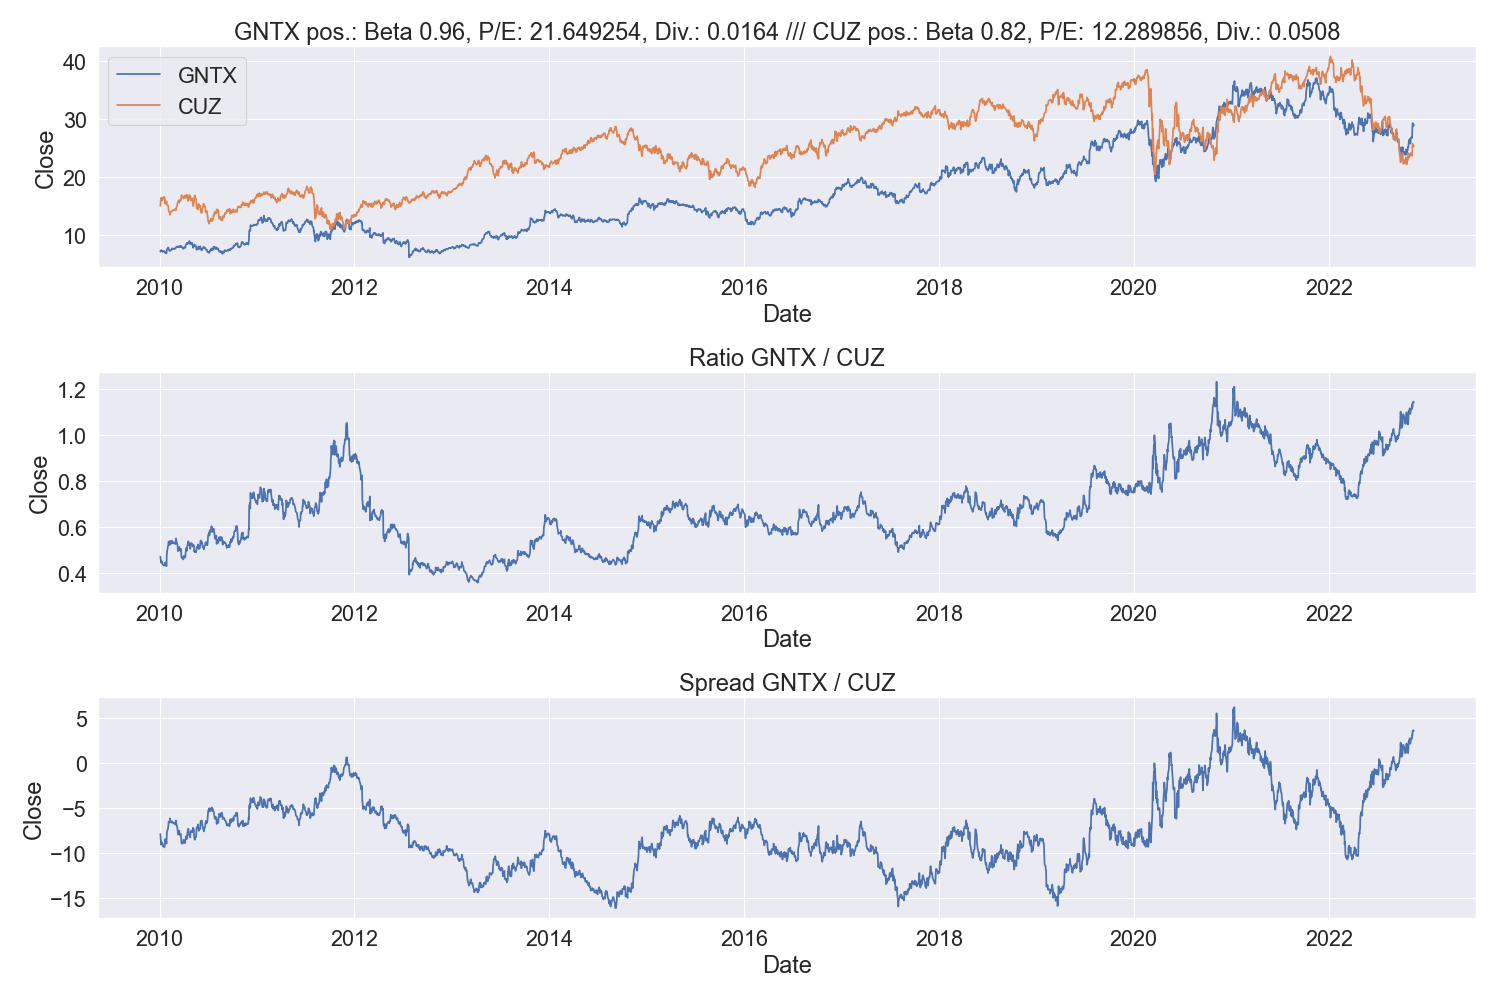 GNTX pos.: Beta 0.96, P/E: 21.649254, Div.: 0.0164 /// CUZ pos.: Beta 0.82, P/E: 12.289856, Div.: 0.0508
GNTX
CUZ
Close
40
30
20
10
2010 2012 2014 2016 2018 2020 2022
Date
Ratio GNTX / CUZ
Close
1.2
1.0
0.8
0.6
0.4
2010 2012 2014 2016 2018 2020 2022
Date
Spread GNTX / CUZ
Close
5
0
−5
−10
−15
2010 2012 2014 2016 2018 2020 2022
Date